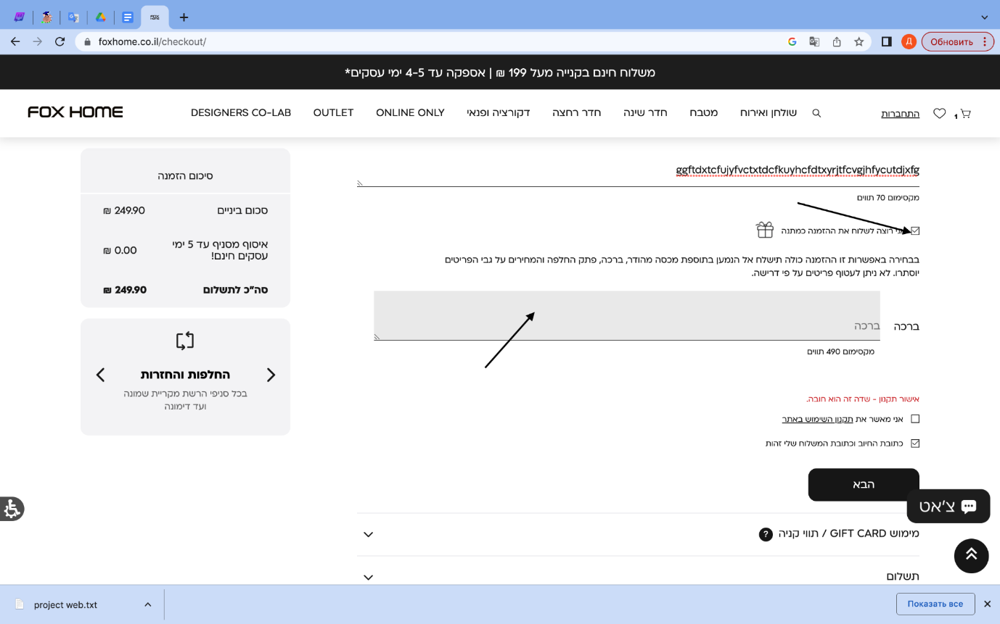 foxhome.co.il/checkout/
Обновить
משלוח חינם בקנייה מעל 199 ₪ | אספקה עד 4-5 ימי עסקים*
FOX HOME
DESIGNERS CO-LAB
OUTLET
ONLINE ONLY
דקורציה ופנאי
חדר רחצה
חדר שינה
מטבח
שולחן ואירוח
התחברות
1
ggftdxtcfujyfvctxtdcfkuyhcfdtxyrjtfcvgjhfycutdjxfg
מקסימום 70 תווים
אני רוצה לשלוח את ההזמנה כמתנה
בבחירה באפשרות זו ההזמנה כולה תישלח אל הנמען בתוספת מכסה מהודר, ברכה, פתק החלפה והמחירים על גבי הפריטים
יוסתרו. לא ניתן לעטוף פריטים על פי דרישה.
ברכה
ברכה
מקסימום 490 תווים
אישור תקנון - שדה זה הוא חובה.
אני מאשר את תקנון השימוש באתר
כתובת החיוב וכתובת המשלוח שלי זהות
הבא
מימוש GIFT CARD / תווי קניה ?
תשלום
סיכום הזמנה
סכום ביניים 249.90 ₪
איסוף מסניף עד 5 ימי
עסקים חינם!
0.00 ₪
סה"כ לתשלום 249.90 ₪
החלפות והחזרות
בכל סניפי הרשת מקריית שמונה
ועד דימונה
צ'אט
project web.txt
Показать все